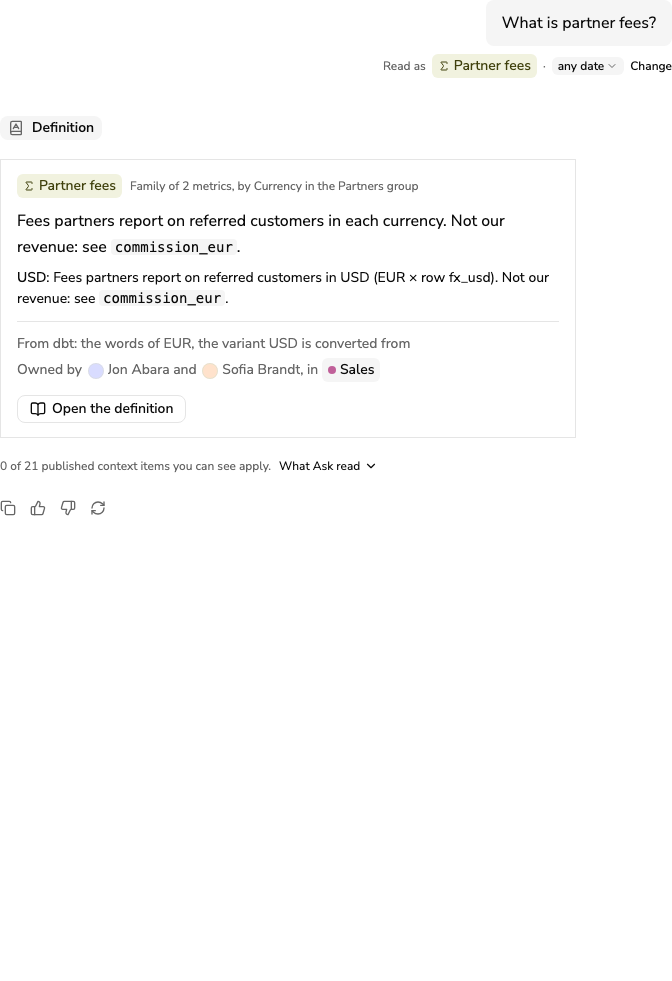 What is partner fees?
Read as Σ Partner fees · any date Change
Definition
Σ Partner fees Family of 2 metrics, by Currency in the Partners group
Fees partners report on referred customers in each currency. Not our
revenue: see commission_eur.
USD: Fees partners report on referred customers in USD (EUR × row fx_usd). Not our
revenue: see commission_eur.
From dbt: the words of EUR, the variant USD is converted from
Owned by Jon Abara and Sofia Brandt, in Sales
Open the definition
0 of 21 published context items you can see apply. What Ask read